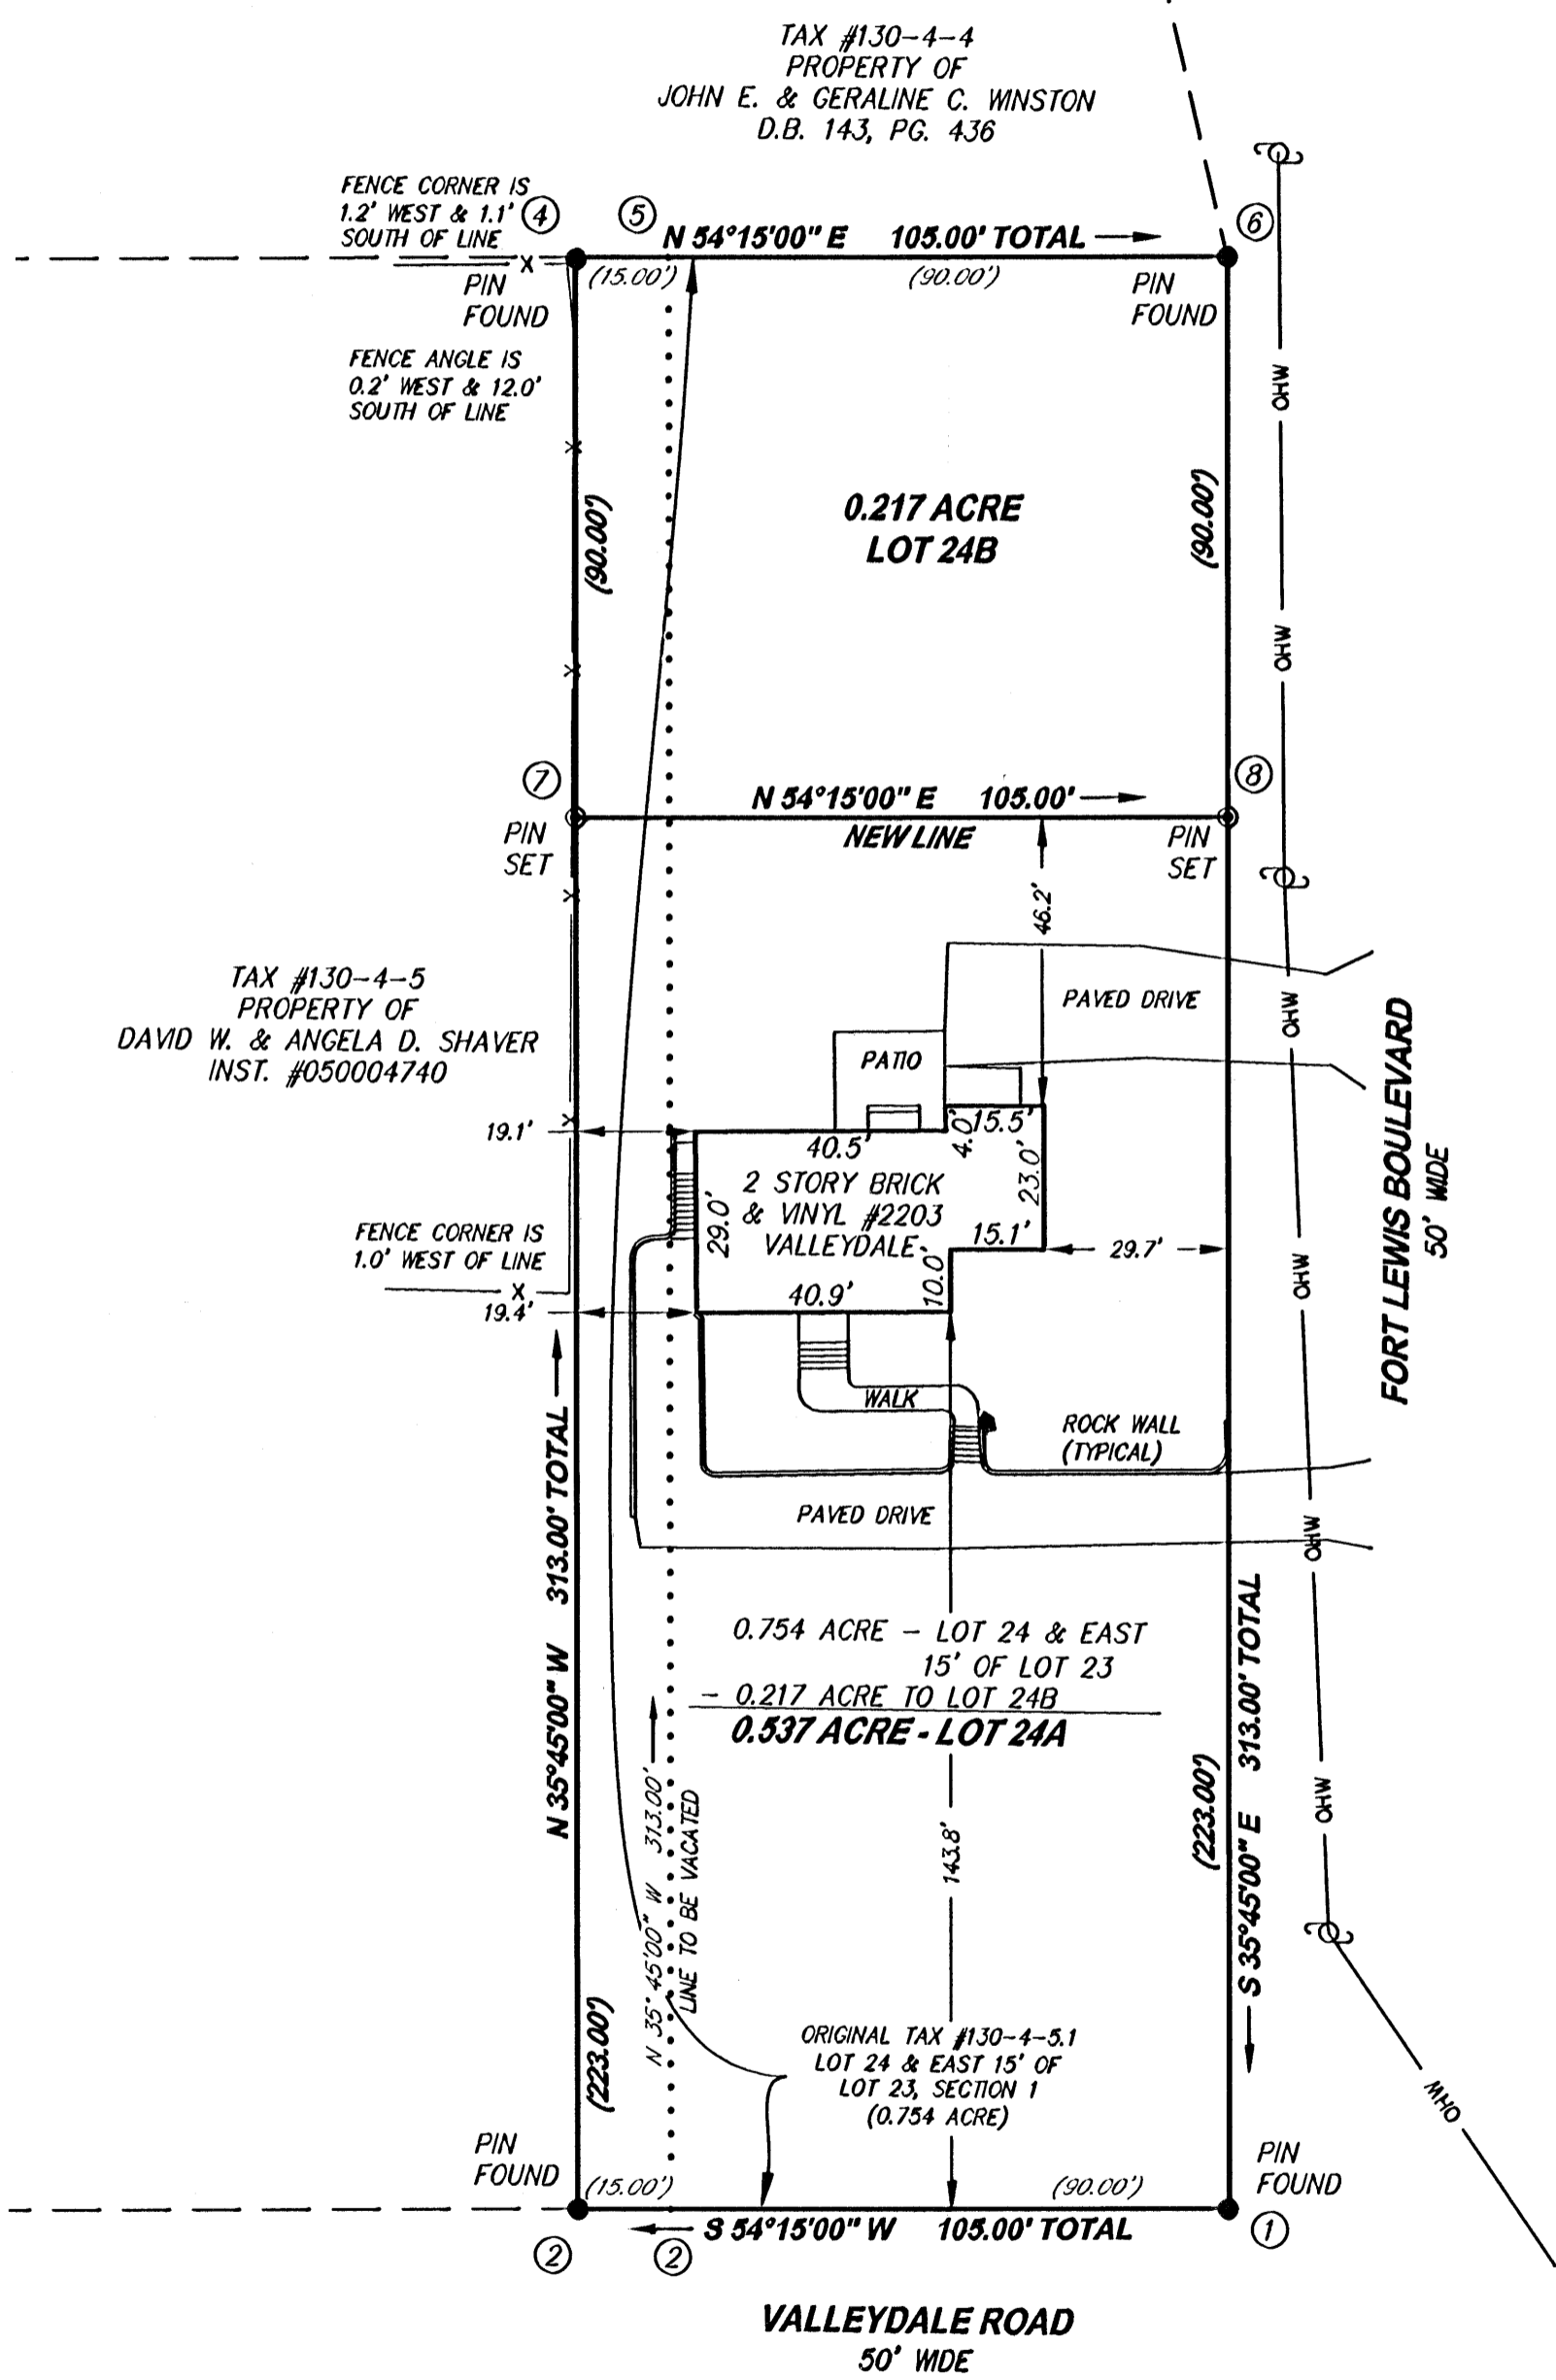 TAX #130-4-4
PROPERTY OF
JOHN E. & GERALINE C. WINSTON
D.B. 143, PG. 436
FENCE CORNER IS
1.2' WEST & 1.1'
SOUTH OF LINE
4
5
N 54°15'00" E 105.00' TOTAL
6
(15.00')
(90.00')
X
PIN
FOUND
PIN
FOUND
FENCE ANGLE IS
0.2' WEST & 12.0'
SOUTH OF LINE
OHW
X
(90.00')
0.217 ACRE
LOT 24B
(90.00')
OHW
X
7
N 54°15'00" E 105.00'
8
NEW LINE
PIN
SET
PIN
SET
46.2'
X
TAX #130-4-5
PROPERTY OF
DAVID W. & ANGELA D. SHAVER
INST. #050004740
PAVED DRIVE
OHW
PATIO
FORT LEWIS BOULEVARD
50' WIDE
X
19.1'
40.5'
4.0'
15.5'
23.0'
29.0'
2 STORY BRICK
& VINYL #2203
VALLEYDALE
15.1'
29.7'
10.0'
40.9'
FENCE CORNER IS
1.0' WEST OF LINE
X
19.4'
OHW
WALK
ROCK WALL
(TYPICAL)
PAVED DRIVE
OHW
N 35°45'00" W 313.00' TOTAL
0.754 ACRE - LOT 24 & EAST
15' OF LOT 23
- 0.217 ACRE TO LOT 24B
0.537 ACRE - LOT 24A
S 35°45'00" E 313.00' TOTAL
OHW
N 35°45'00" W 313.00'
LINE TO BE VACATED
143.8'
(223.00')
(223.00')
ORIGINAL TAX #130-4-5.1
LOT 24 & EAST 15' OF
LOT 23, SECTION 1
(0.754 ACRE)
OHW
PIN
FOUND
PIN
FOUND
(15.00')
(90.00')
S 54°15'00" W 105.00' TOTAL
2
2
1
VALLEYDALE ROAD
50' WIDE